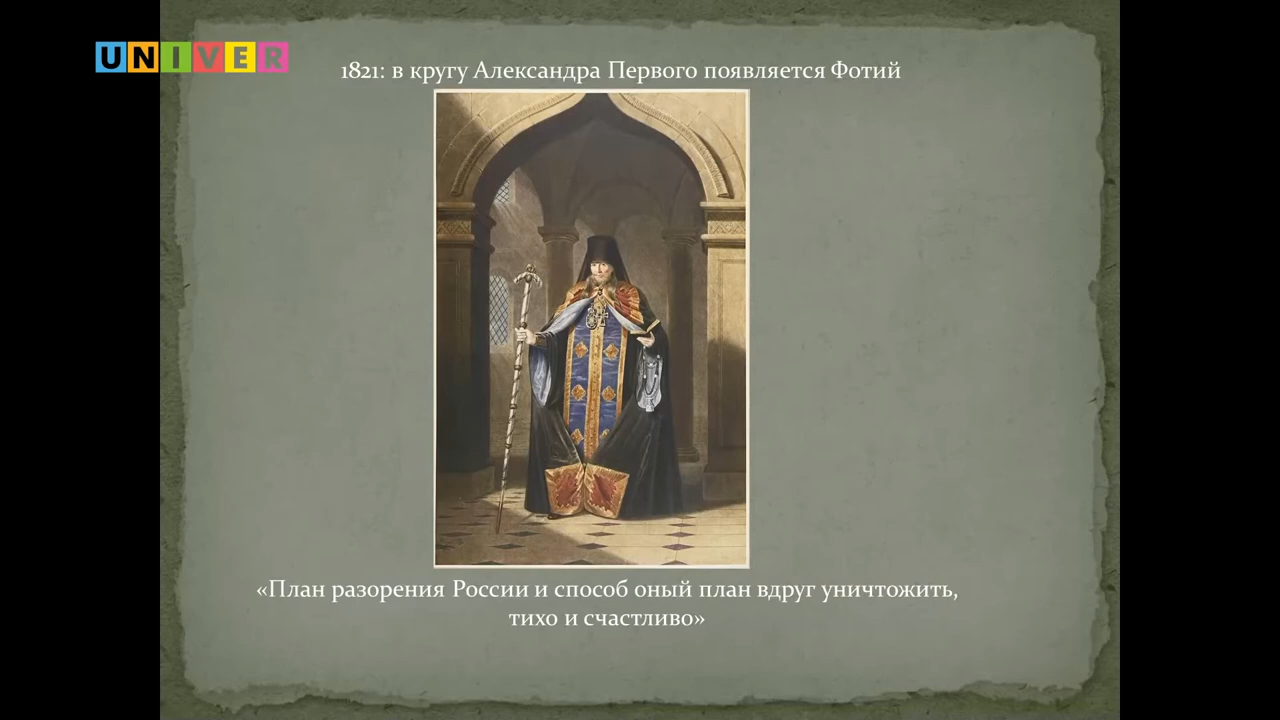 UNIVER
1821: в кругу Александра Первого появляется Фотий
«План разорения России и способ оный план вдруг уничтожить,
тихо и счастливо»